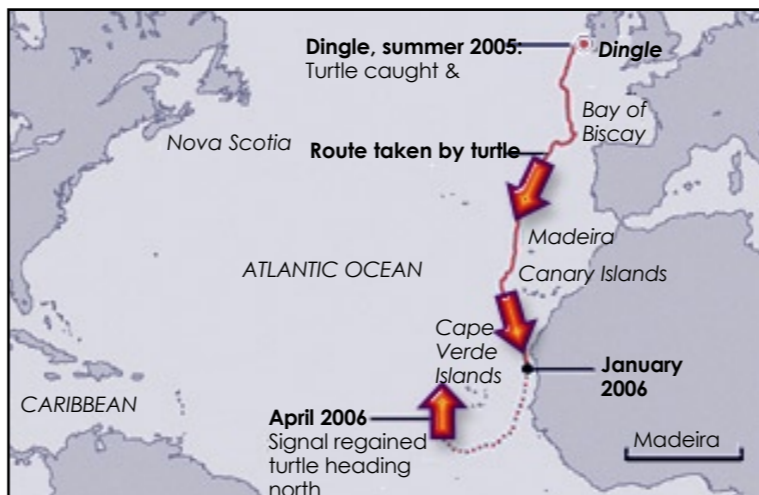 Dingle, summer 2005:
Turtle caught &
Dingle
Bay of
Biscay
Nova Scotia
Route taken by turtle
Madeira
ATLANTIC OCEAN
Canary Islands
Cape
Verde
Islands
January
2006
CARIBBEAN
April 2006
Signal regained
turtle heading
north
Madeira